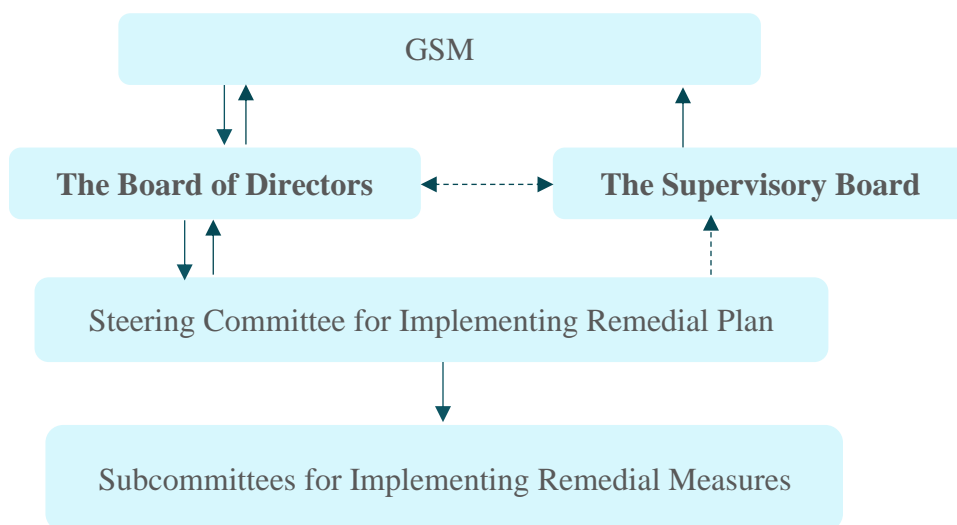 GSM
The Board of Directors
The Supervisory Board
Steering Committee for Implementing Remedial Plan
Subcommittees for Implementing Remedial Measures